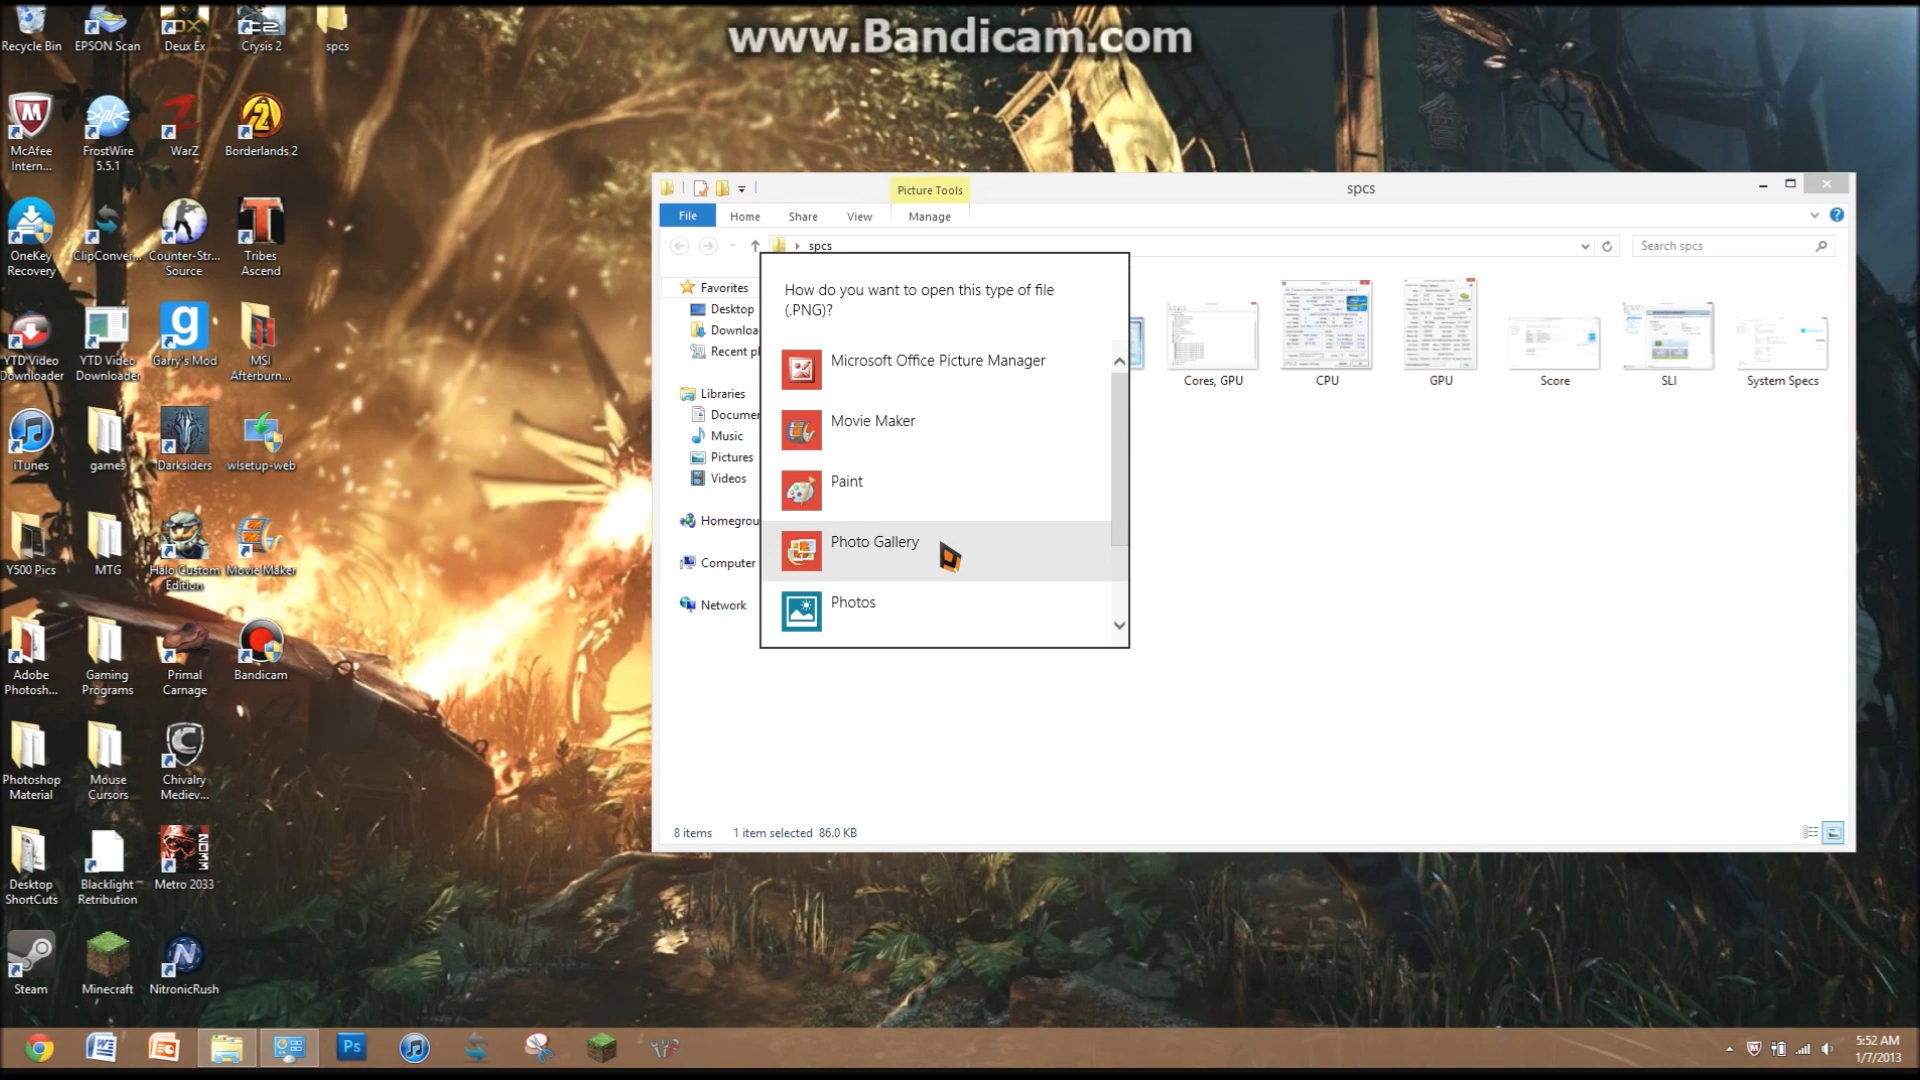 www.Bandicam.com
Recycle Bin
EPSON Scan
Deux Ex
Crysis 2
spcs
McAfee
Intern...
FrostWire
5.5.1
WarZ
Borderlands 2
OneKey
Recovery
ClipConver...
Counter-Str...
Source
Tribes
Ascend
YTD Video
Downloader
YTD Video
Downloader
Garry's Mod
MSI
Afterburn...
iTunes
games
Darksiders
wlsetup-web
Y500 Pics
MTG
Halo Custom
Edition
Movie Maker
Adobe
Photosh...
Gaming
Programs
Primal
Carnage
Bandicam
Photoshop
Material
Mouse
Cursors
Chivalry
Mediev...
Desktop
ShortCuts
Blacklight
Retribution
Metro 2033
Steam
Minecraft
NitronicRush
Picture Tools
spcs
File
Home
Share
View
Manage
spcs
Search spcs
Favorites
Desktop
Downloa
Recent pl
Libraries
Documen
Music
Pictures
Videos
Homegrou
Computer
Network
How do you want to open this type of file
(.PNG)?
Microsoft Office Picture Manager
Movie Maker
Paint
Photo Gallery
Photos
Cores, GPU
CPU
GPU
Score
SLI
System Specs
8 items
1 item selected 86.0 KB
5:52 AM
1/7/2013